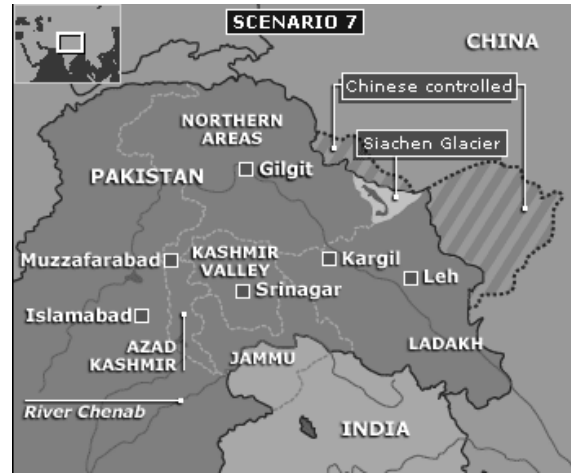 SCENARIO 7
CHINA
Chinese controlled
NORTHERN
AREAS
Siachen Glacier
Gilgit
PAKISTAN
Muzzafarabad
KASHMIR
VALLEY
Kargil
Leh
Srinagar
Islamabad
AZAD
KASHMIR
JAMMU
LADAKH
River Chenab
INDIA